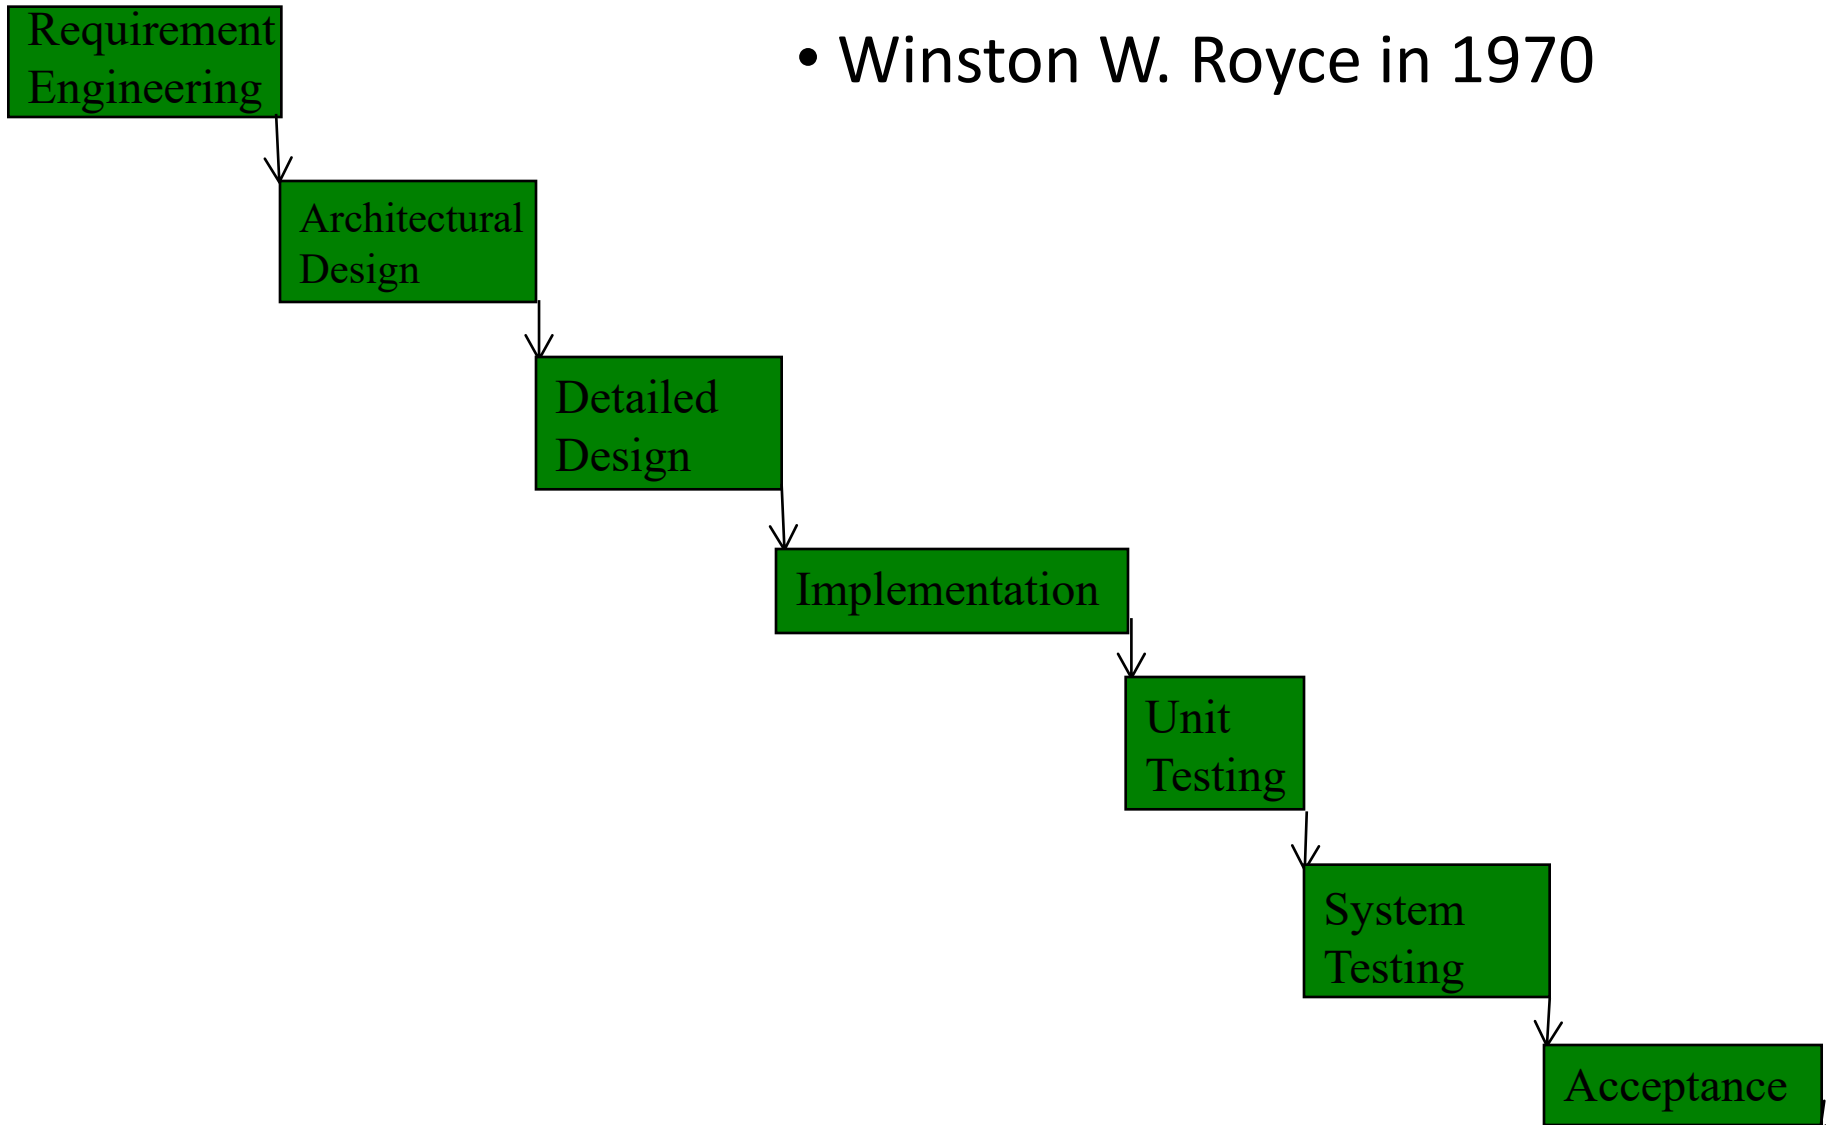 Requirement
Engineering
• Winston W. Royce in 1970
Architectural
Design
Detailed
Design
Implementation
Unit
Testing
System
Testing
Acceptance